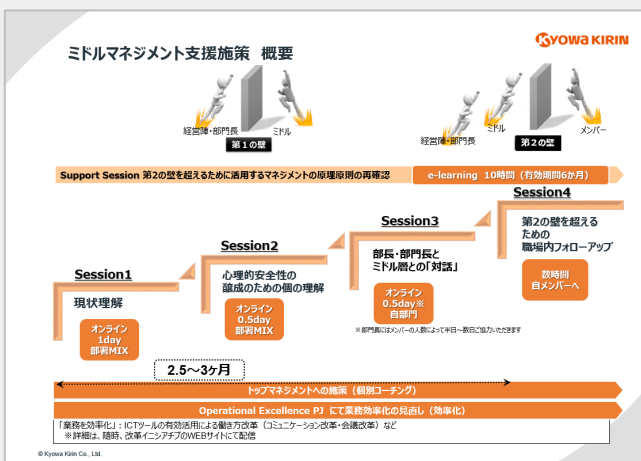 ミドルマネジメント支援施策 概要
KYOWA KIRIN
経営陣・部門長
ミドル
第1の壁
経営陣・部門長
ミドル
メンバー
第2の壁
Support Session 第2の壁を超えるために活用するマネジメントの原理原則の再確認
e-learning 10時間（有効期間6か月）
Session1
現状理解
オンライン
1day
部署MIX
Session2
心理的安全性の
醸成のための個の理解
オンライン
0.5day
部署MIX
Session3
部長・部門長と
ミドル層との「対話」
オンライン
0.5day※
自部門
※部門長にはメンバーの人数によって半日～数日ご協力いただきます
Session4
第2の壁を超える
ための
職場内フォローアップ
数時間
自メンバーへ
2.5～3ヶ月
トップマネジメントへの施策（個別コーチング）
Operational Excellence PJ にて業務効率化の見直し（効率化）
「業務を効率化」：ICTツールの有効活用による働き方改革（コミュニケーション改革・会議改革）など
※詳細は、随時、改革イニシアチブのWEBサイトにて配信
© Kyowa Kirin Co., Ltd.